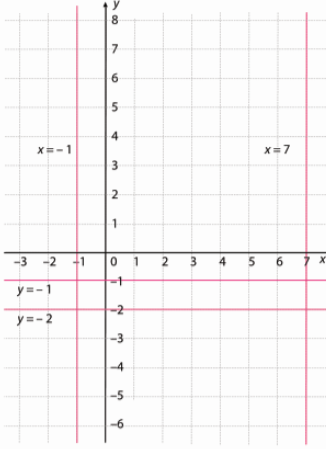 y
8
7
6
5
4
x = – 1 x = 7
3
2
1
–3 –2 –1 0 1 2 3 4 5 6 7 x
–1
y = – 1
–2
y = – 2
–3
–4
–5
–6